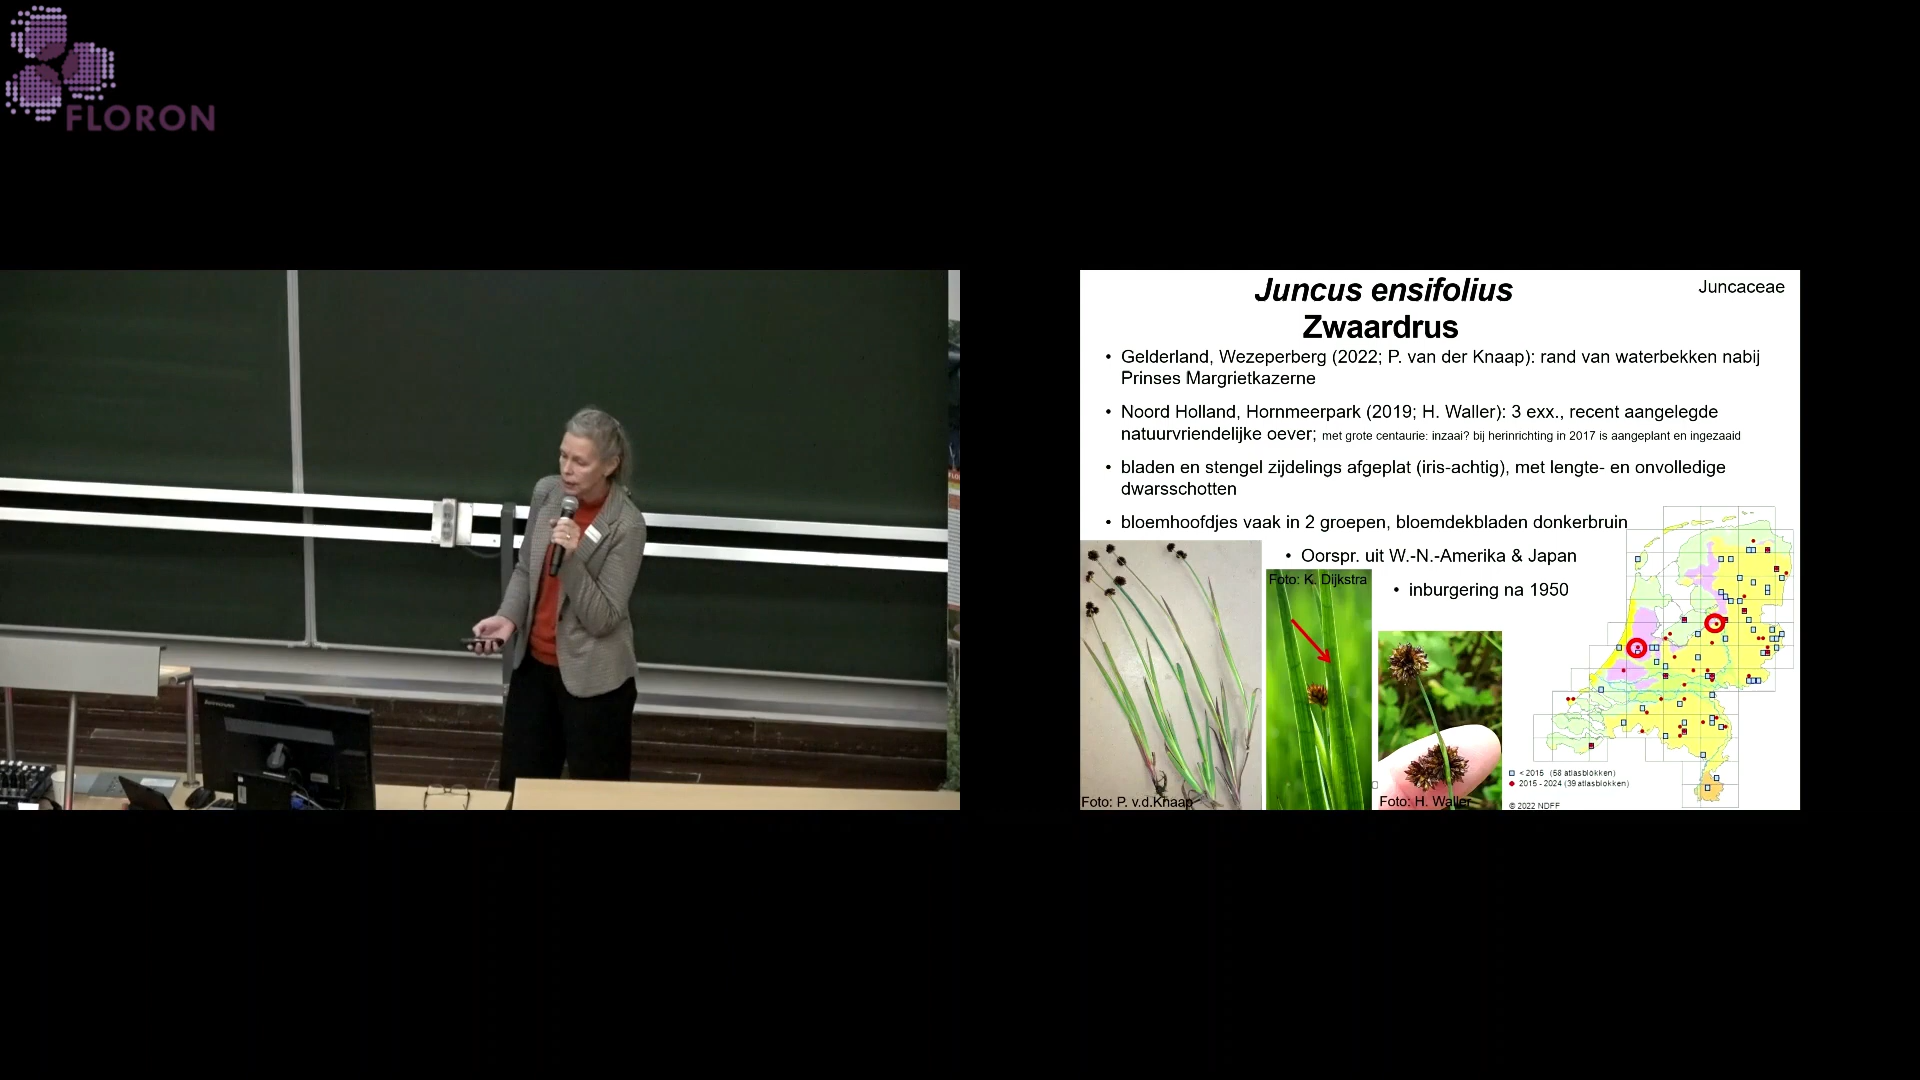 FLORON
Juncus ensifolius
Juncaceae
Zwaardrus
• Gelderland, Wezeperberg (2022; P. van der Knaap): rand van waterbekken nabij
Prinses Margrietkazerne
• Noord Holland, Hornmeerpark (2019; H. Waller): 3 exx., recent aangelegde
natuurvriendelijke oever; met grote centaurie: inzaai? bij herinrichting in 2017 is aangeplant en ingezaaid
• bladen en stengel zijdelings afgeplat (iris-achtig), met lengte- en onvolledige
dwarsschotten
• bloemhoofdjes vaak in 2 groepen, bloemdekbladen donkerbruin
• Oorspr. uit W.-N.-Amerika & Japan
Foto: K. Dijkstra
• inburgering na 1950
< 2015 (58 atlasblokken)
2015 - 2024 (39 atlasblokken)
Foto: P. v.d.Knaap
Foto: H. Waller
© 2022 NDFF